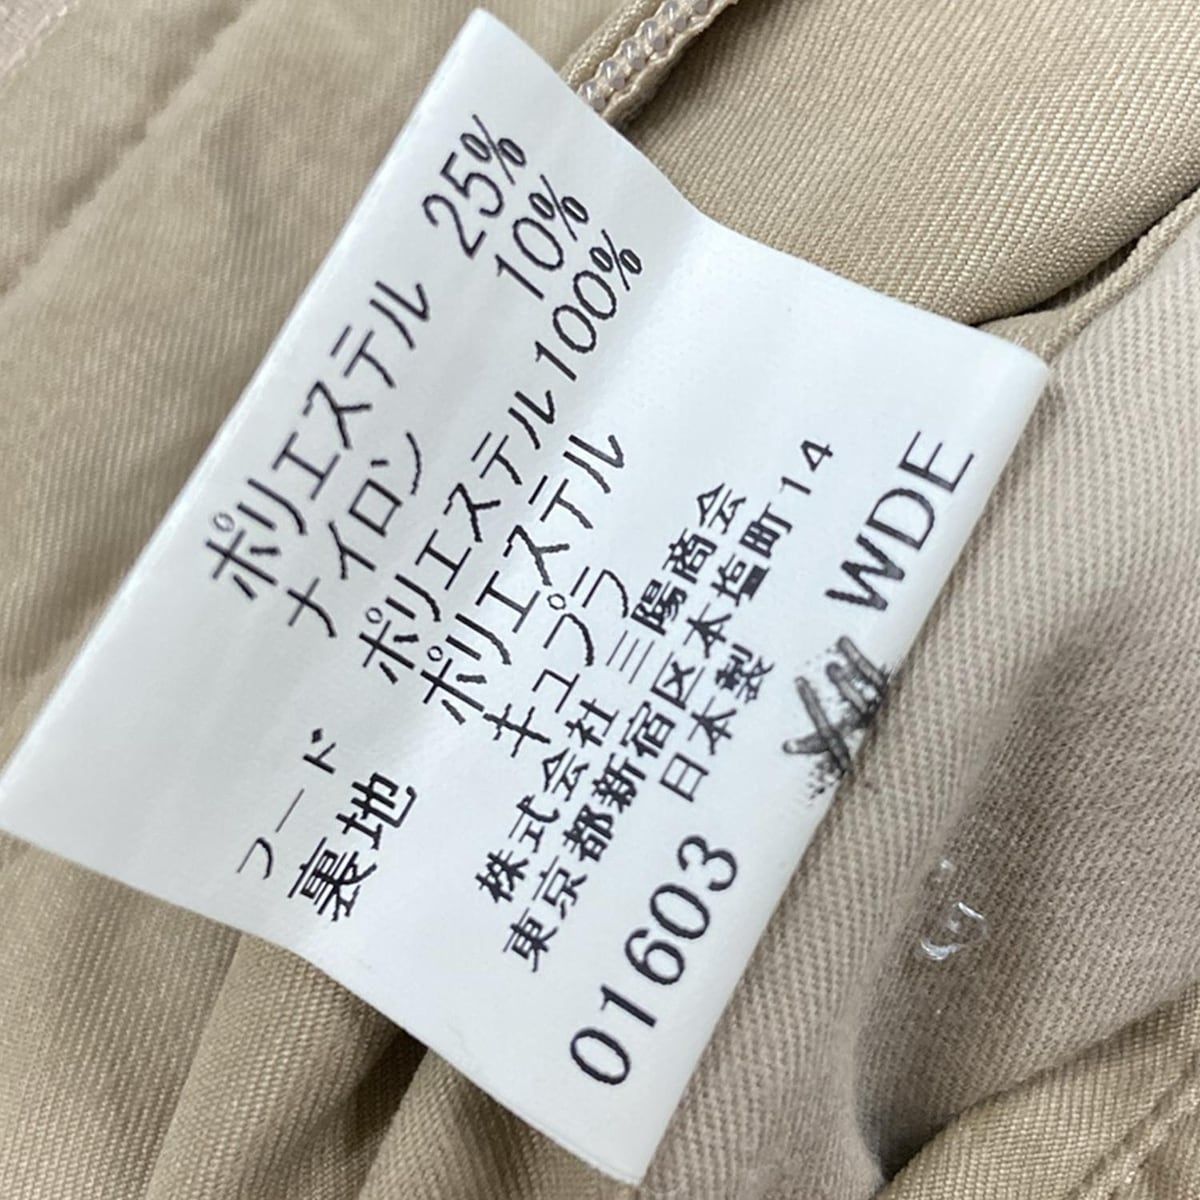 ポリエステル 25%
ナイロン 10%
フード ポリエステル 100%
裏地 ポリエステル
キュプラ
株式会社 三陽商会
東京都新宿区本塩町14
日本製
01603 WDE